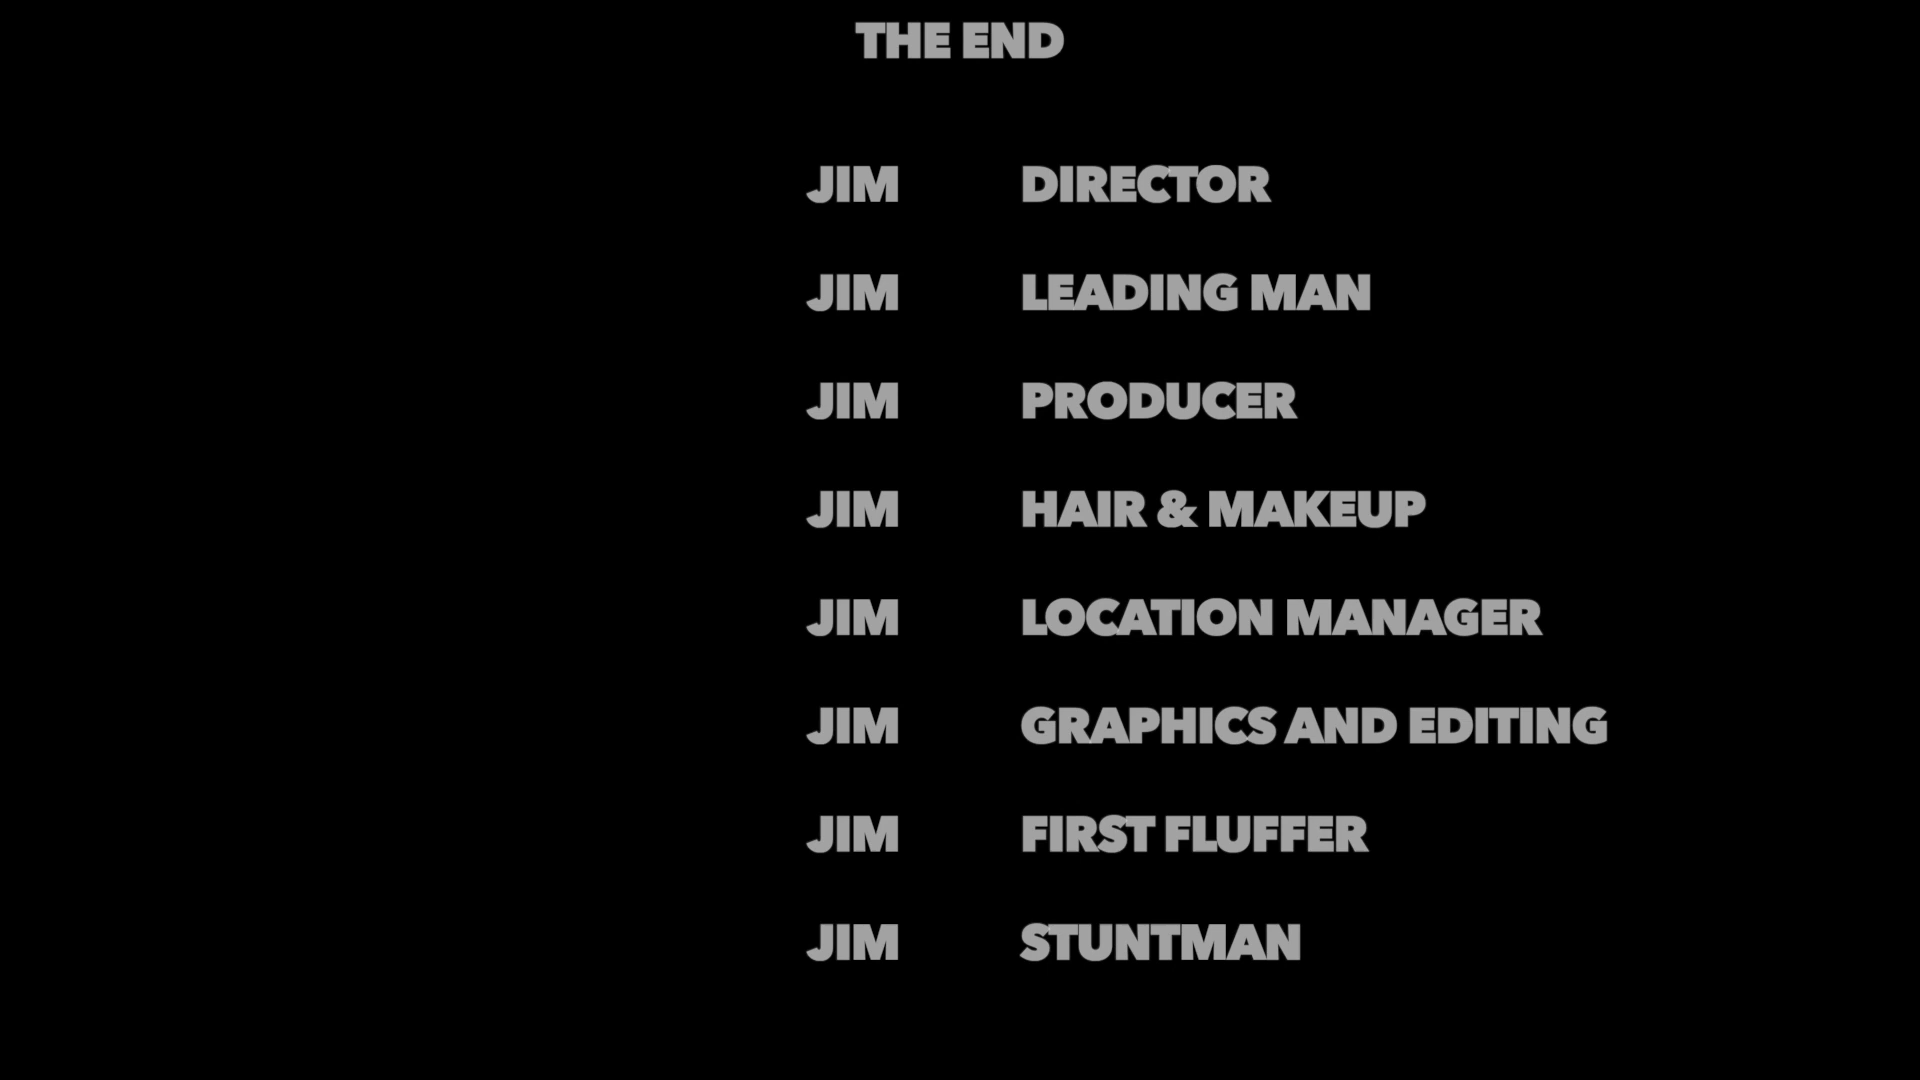 THE END
JIM DIRECTOR
JIM LEADING MAN
JIM PRODUCER
JIM HAIR & MAKEUP
JIM LOCATION MANAGER
JIM GRAPHICS AND EDITING
JIM FIRST FLUFFER
JIM STUNTMAN